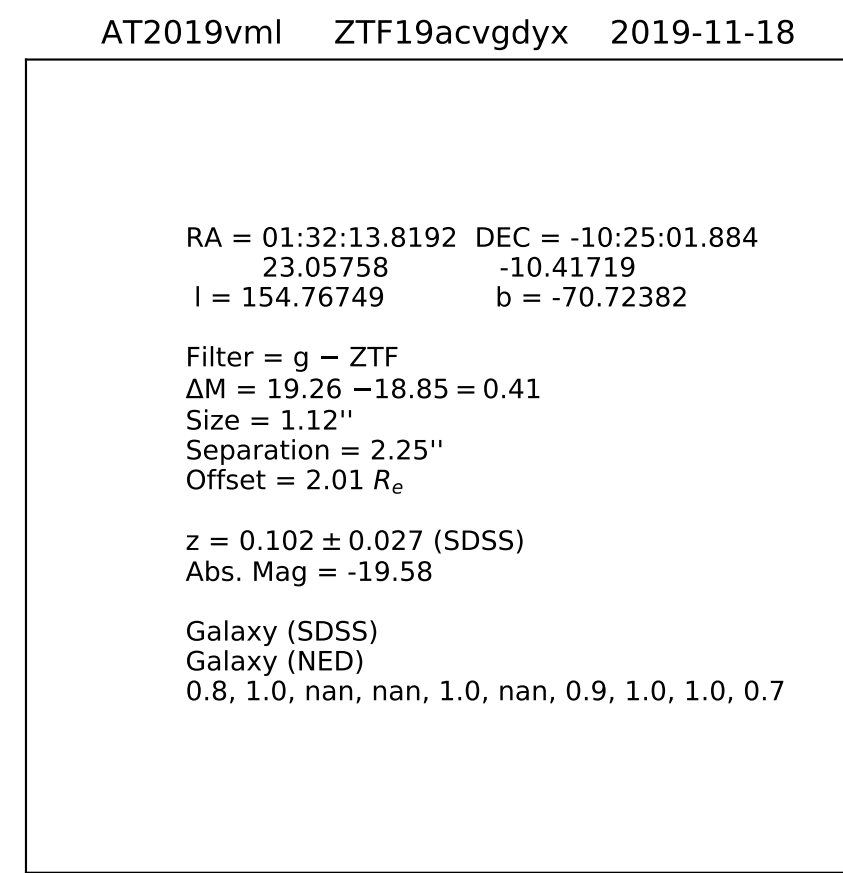 AT2019vml ZTF19acvgdyx 2019-11-18
RA = 01:32:13.8192 DEC = -10:25:01.884
23.05758 -10.41719
l = 154.76749 b = -70.72382
Filter = g − ZTF
ΔM = 19.26 −18.85 = 0.41
Size = 1.12''
Separation = 2.25''
Offset = 2.01 Re
z = 0.102 ± 0.027 (SDSS)
Abs. Mag = -19.58
Galaxy (SDSS)
Galaxy (NED)
0.8, 1.0, nan, nan, 1.0, nan, 0.9, 1.0, 1.0, 0.7